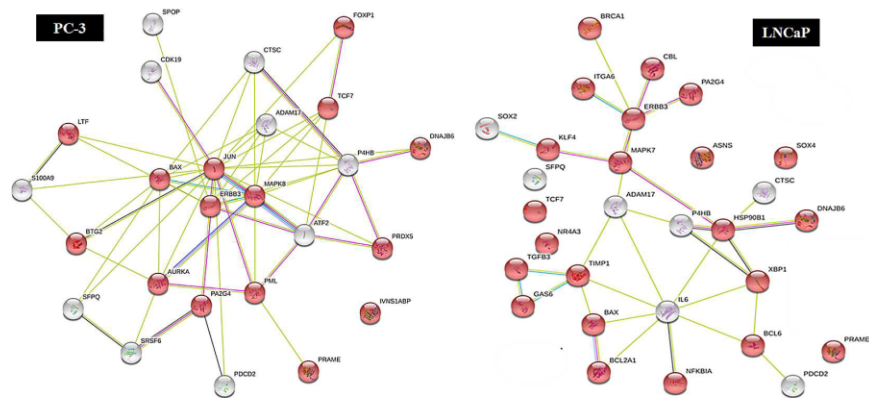 PC-3
SPOP
FOXP1
CDK19
CTSC
TCF7
LTF
ADAM17
P4HB
DNAJB6
S100A9
BAX
JUN
ERBB3
MAPK8
ATF2
BTG2
PRDX5
AURKA
PML
PA2G4
IVNS1ABP
SFPQ
SRSF6
PRAME
PDCD2
LNCaP
BRCA1
CBL
ITGA6
PA2G4
ERBB3
SOX2
KLF4
MAPK7
ASNS
SOX4
SFPQ
CTSC
TCF7
ADAM17
P4HB
HSP90B1
DNAJB6
NR4A3
TGFB3
TIMP1
XBP1
GAS6
IL6
BAX
BCL6
BCL2A1
NFKBIA
PRAME
PDCD2